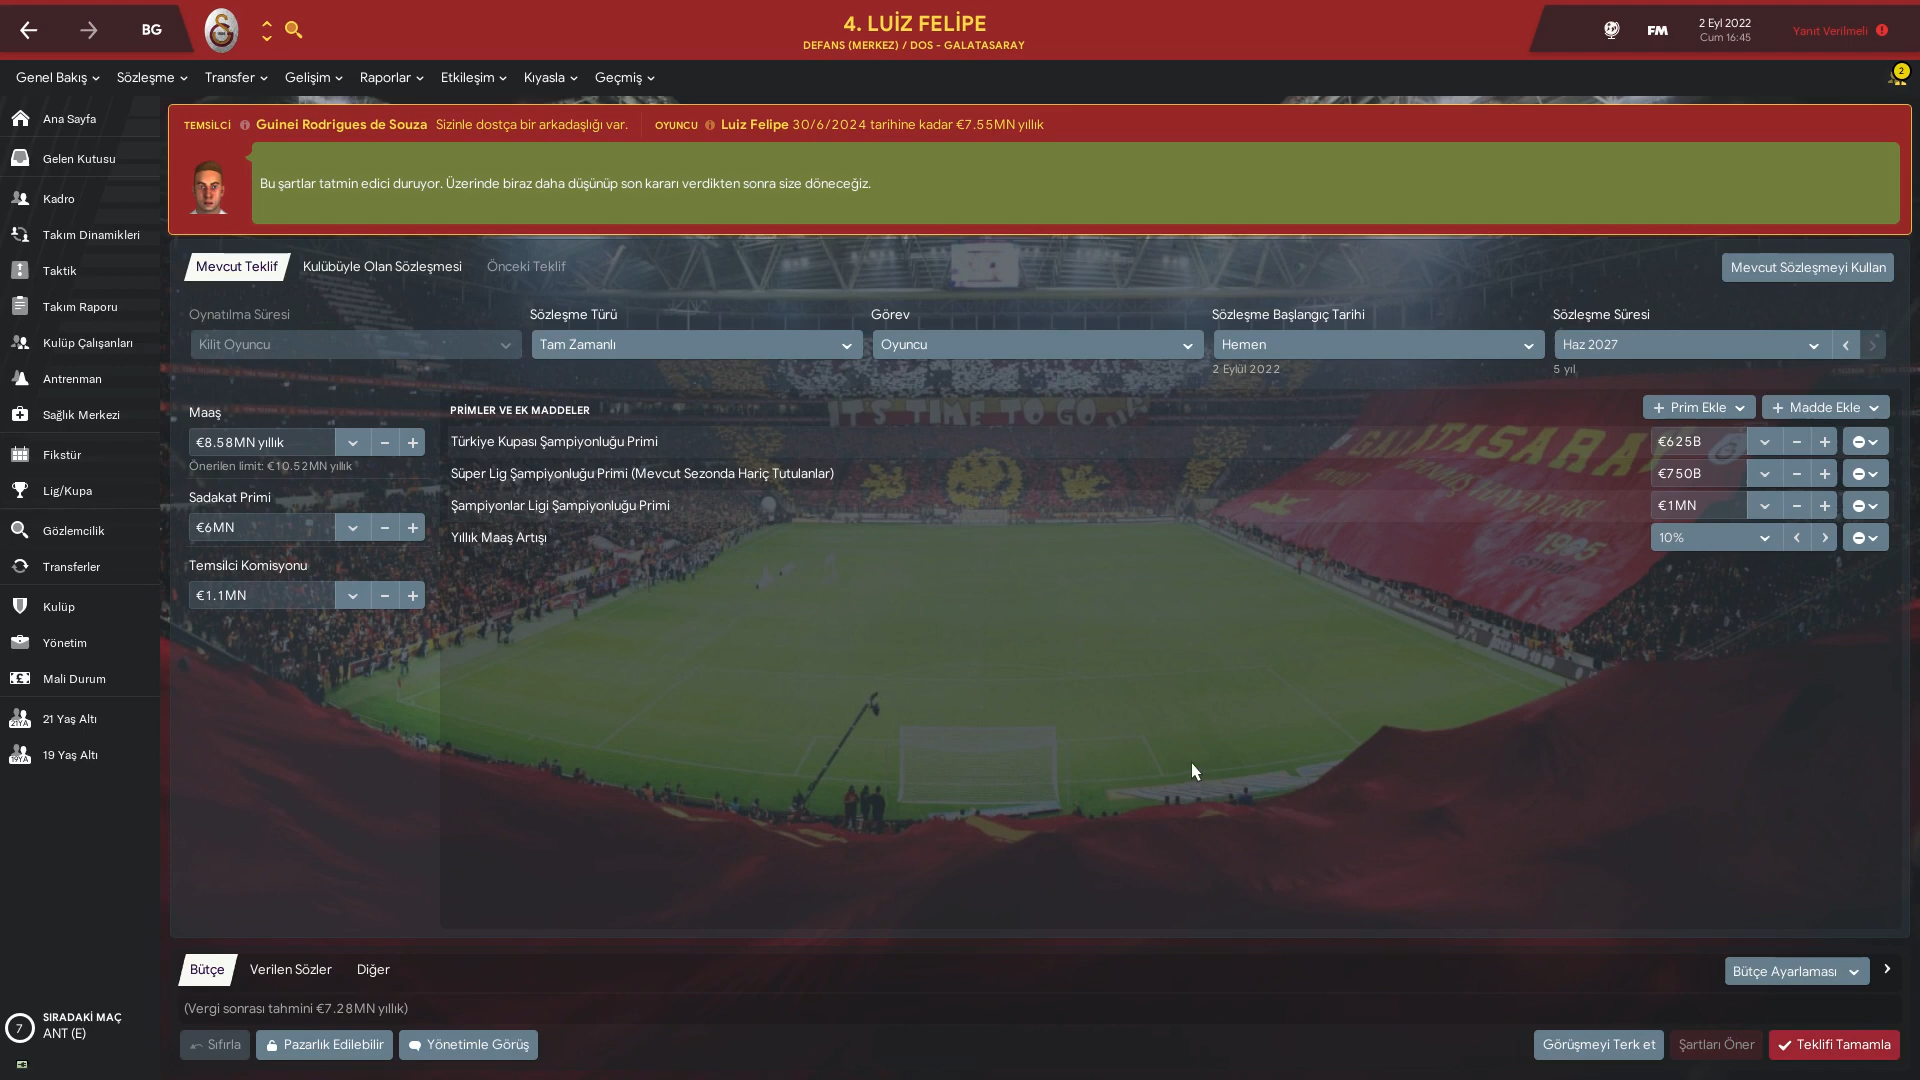 BG
4. LUİZ FELİPE
DEFANS (MERKEZ) / DOS - GALATASARAY
FM
2 Eyl 2022
Cum 16:45
Yanıt Verilmeli
Genel Bakış Sözleşme Transfer Gelişim Raporlar Etkileşim Kıyasla Geçmiş
2
Ana Sayfa
Gelen Kutusu
Kadro
Takım Dinamikleri
Taktik
Takım Raporu
Kulüp Çalışanları
Antrenman
Sağlık Merkezi
Fikstür
Lig/Kupa
Gözlemcilik
Transferler
Kulüp
Yönetim
Mali Durum
21YA
21 Yaş Altı
19YA
19 Yaş Altı
SIRADAKİ MAÇ
7
ANT (E)
TEMSİLCİ Guinei Rodrigues de Souza Sizinle dostça bir arkadaşlığı var. OYUNCU Luiz Felipe 30/6/2024 tarihine kadar €7.55MN yıllık
Bu şartlar tatmin edici duruyor. Üzerinde biraz daha düşünüp son kararı verdikten sonra size döneceğiz.
Mevcut Teklif Kulübüyle Olan Sözleşmesi Önceki Teklif Mevcut Sözleşmeyi Kullan
Oynatılma Süresi Sözleşme Türü Görev Sözleşme Başlangıç Tarihi Sözleşme Süresi
Kilit Oyuncu Tam Zamanlı Oyuncu Hemen Haz 2027
2 Eylül 2022 5 yıl
Maaş
€8.58MN yıllık
Önerilen limit: €10.52MN yıllık
Sadakat Primi
€6MN
Temsilci Komisyonu
€1.1MN
PRİMLER VE EK MADDELER Prim Ekle Madde Ekle
Türkiye Kupası Şampiyonluğu Primi €625B
Süper Lig Şampiyonluğu Primi (Mevcut Sezonda Hariç Tutulanlar) €750B
Şampiyonlar Ligi Şampiyonluğu Primi €1MN
Yıllık Maaş Artışı 10%
IT'S TIME TO GO
GALATASARAY
1905
Bütçe Verilen Sözler Diğer Bütçe Ayarlaması
(Vergi sonrası tahmini €7.28MN yıllık)
Sıfırla Pazarlık Edilebilir Yönetimle Görüş Görüşmeyi Terk et Şartları Öner Teklifi Tamamla